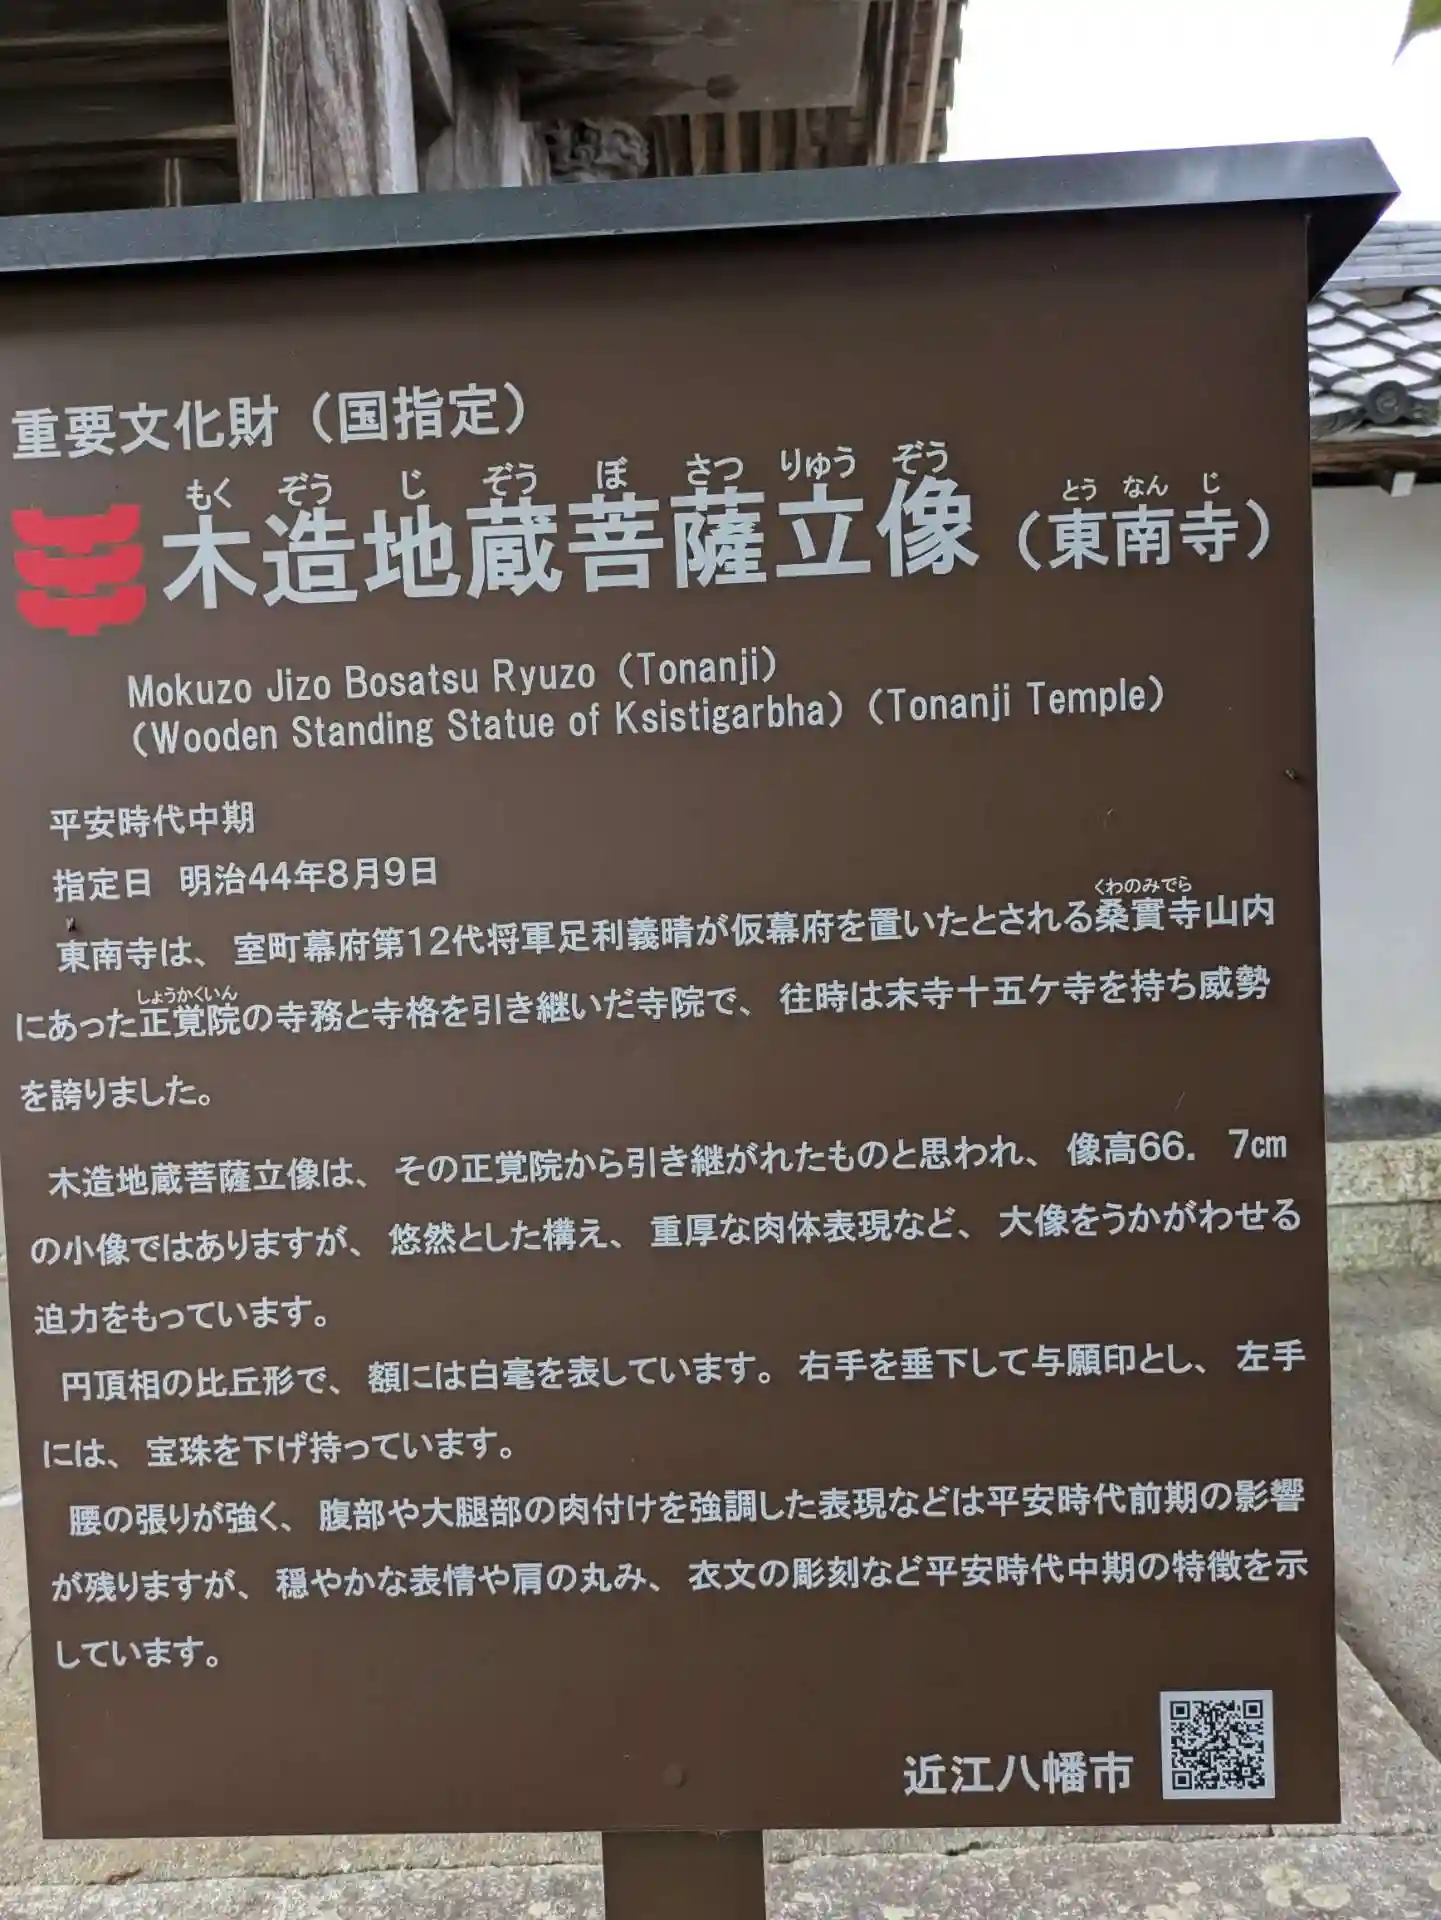 重要文化財（国指定）
もくぞうじぞうぼさつりゅうぞう とうなんじ
木造地蔵菩薩立像（東南寺）
Mokuzo Jizo Bosatsu Ryuzo（Tonanji）
（Wooden Standing Statue of Ksistigarbha）（Tonanji Temple）
平安時代中期
指定日 明治44年8月9日
くわのみでら
東南寺は、室町幕府第12代将軍足利義晴が仮幕府を置いたとされる桑實寺山内
しょうかくいん
にあった正覚院の寺務と寺格を引き継いだ寺院で、往時は末寺十五ケ寺を持ち威勢
を誇りました。
木造地蔵菩薩立像は、その正覚院から引き継がれたものと思われ、像高66．7㎝
の小像ではありますが、悠然とした構え、重厚な肉体表現など、大像をうかがわせる
迫力をもっています。
円頂相の比丘形で、額には白毫を表しています。右手を垂下して与願印とし、左手
には、宝珠を下げ持っています。
腰の張りが強く、腹部や大腿部の肉付けを強調した表現などは平安時代前期の影響
が残りますが、穏やかな表情や肩の丸み、衣文の彫刻など平安時代中期の特徴を示
しています。
近江八幡市